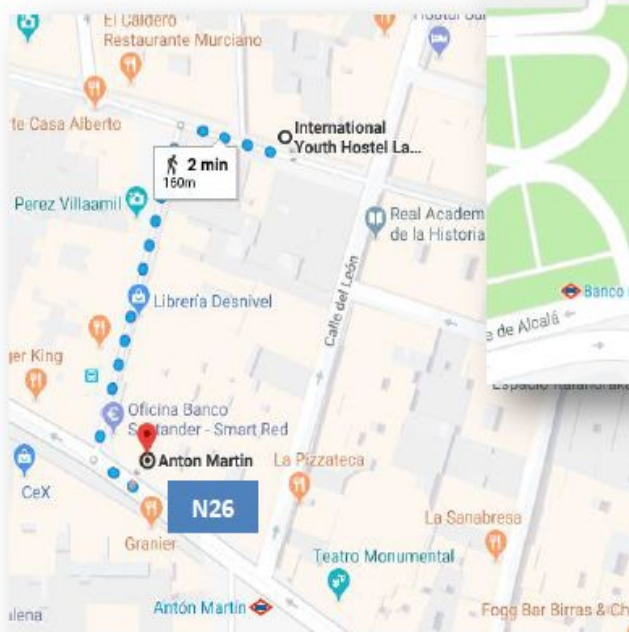 El Caldero
Restaurante Murciano
te Casa Alberto
International
Youth Hostel La...
2 min
160m
Perez Villaamil
Real Academ
de la Historia
Librería Desnivel
Calle del León
Banco
e de Alcalá
ger King
Oficina Banco
Santander - Smart Red
Anton Martin
La Pizzateca
CeX
N26
Granier
La Sanabresa
Teatro Monumental
Antón Martín
alena
Fogg Bar Birras & Ch